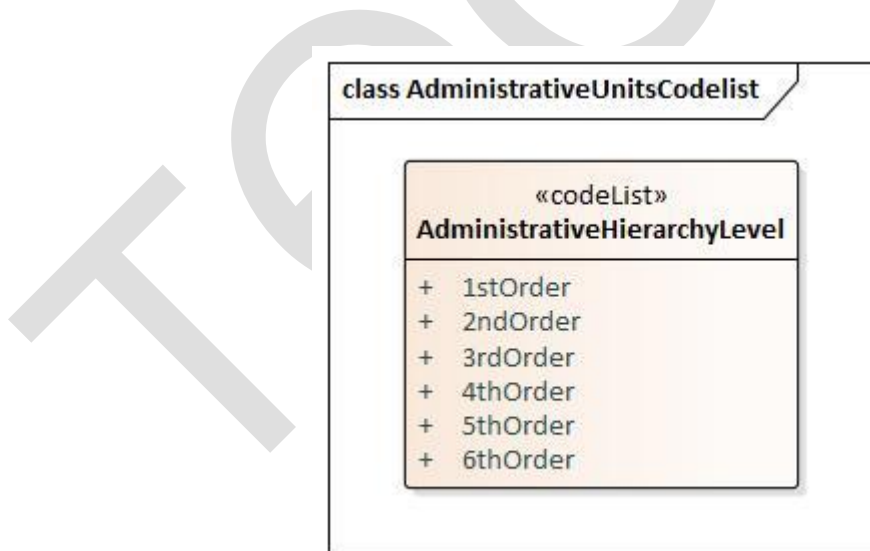 class AdministrativeUnitsCodelist
«codeList»
AdministrativeHierarchyLevel
+ 1stOrder
+ 2ndOrder
+ 3rdOrder
+ 4thOrder
+ 5thOrder
+ 6thOrder